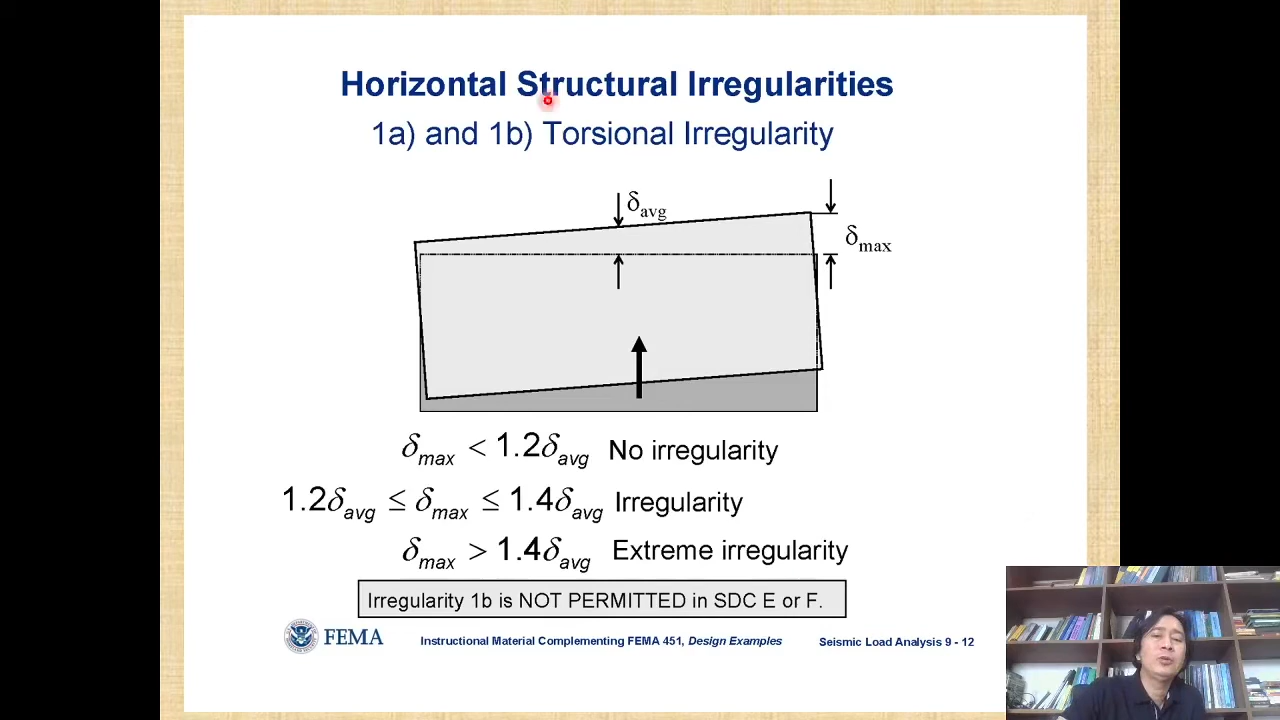 Horizontal Structural Irregularities
1a) and 1b) Torsional Irregularity
δavg
δmax
δmax < 1.2δavg No irregularity
1.2δavg ≤ δmax ≤ 1.4δavg Irregularity
δmax > 1.4δavg Extreme irregularity
Irregularity 1b is NOT PERMITTED in SDC E or F.
FEMA Instructional Material Complementing FEMA 451, Design Examples Seismic Load Analysis 9 - 12